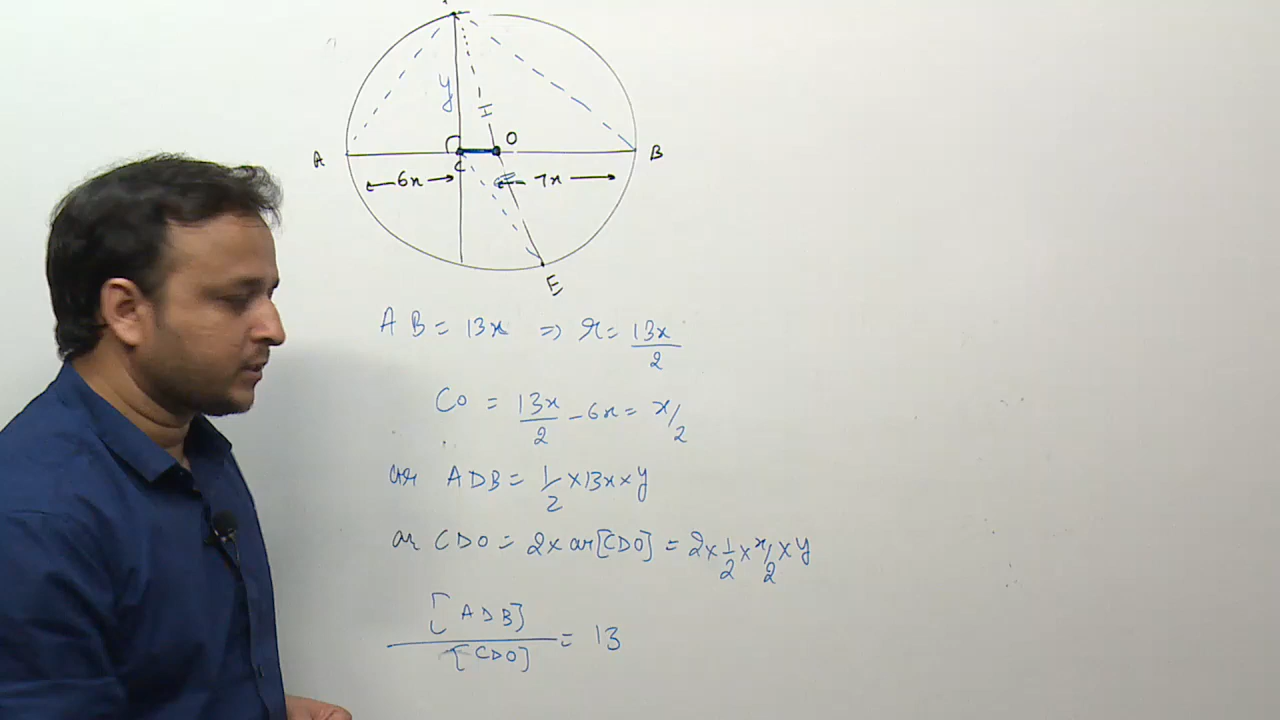 y
I
O
A
B
C
6x
7x
E
AB = 13x ⇒ r = 13x/2
CO = 13x/2 - 6x = x/2
ar ADB = 1/2 × 13x × y
ar CDO = 2 × ar[CDO] = 2 × 1/2 × x/2 × y
[ADB]/[CDO] = 13